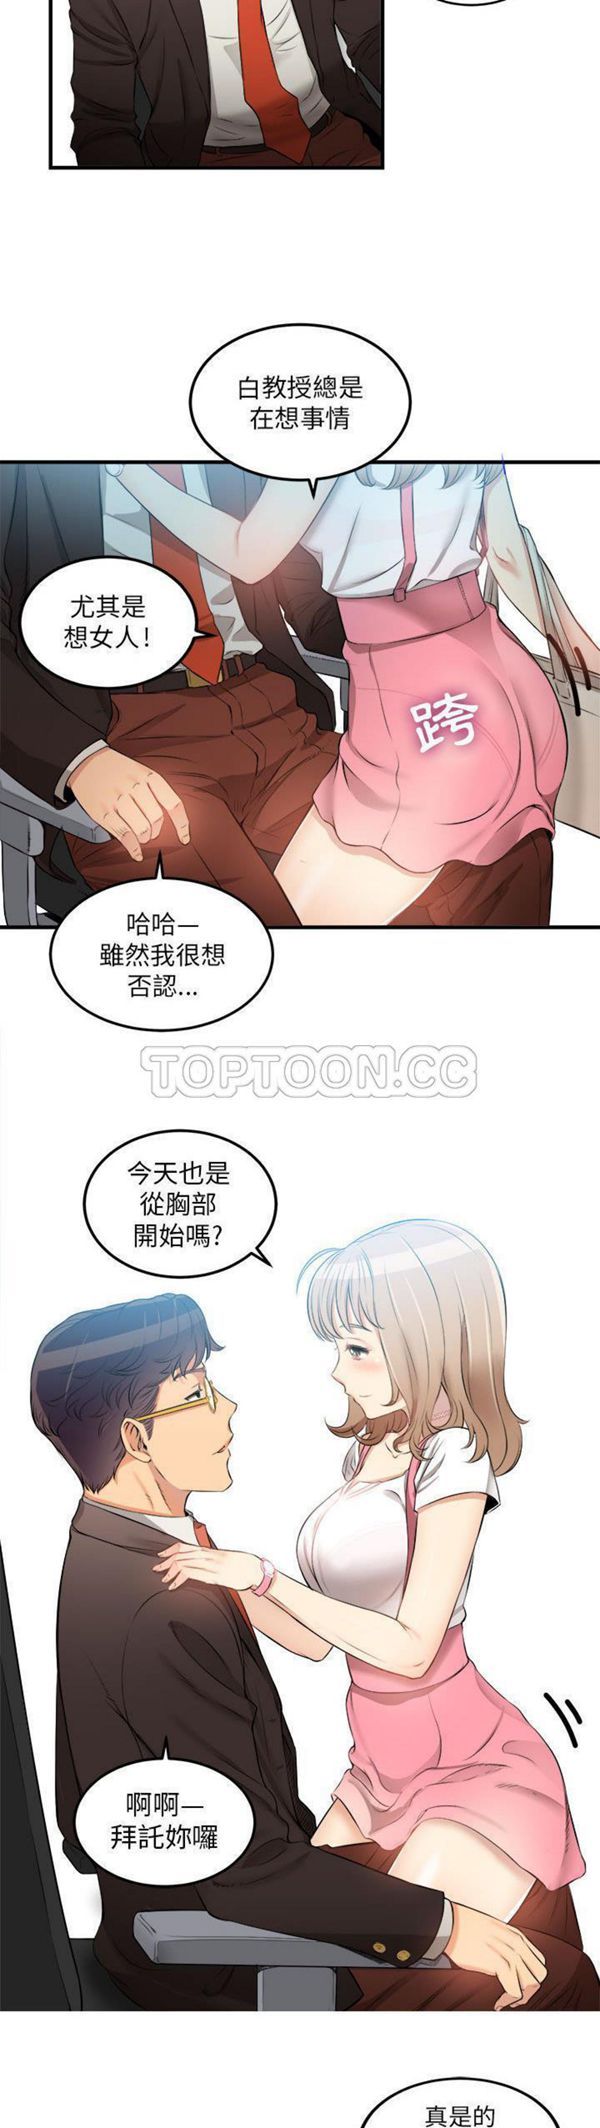 白教授總是
在想事情
尤其是
想女人!
跨
哈哈—
雖然我很想
否認...
TOPTOON.CC
今天也是
從胸部
開始嗎?
啊啊—
拜託妳囉
真是的